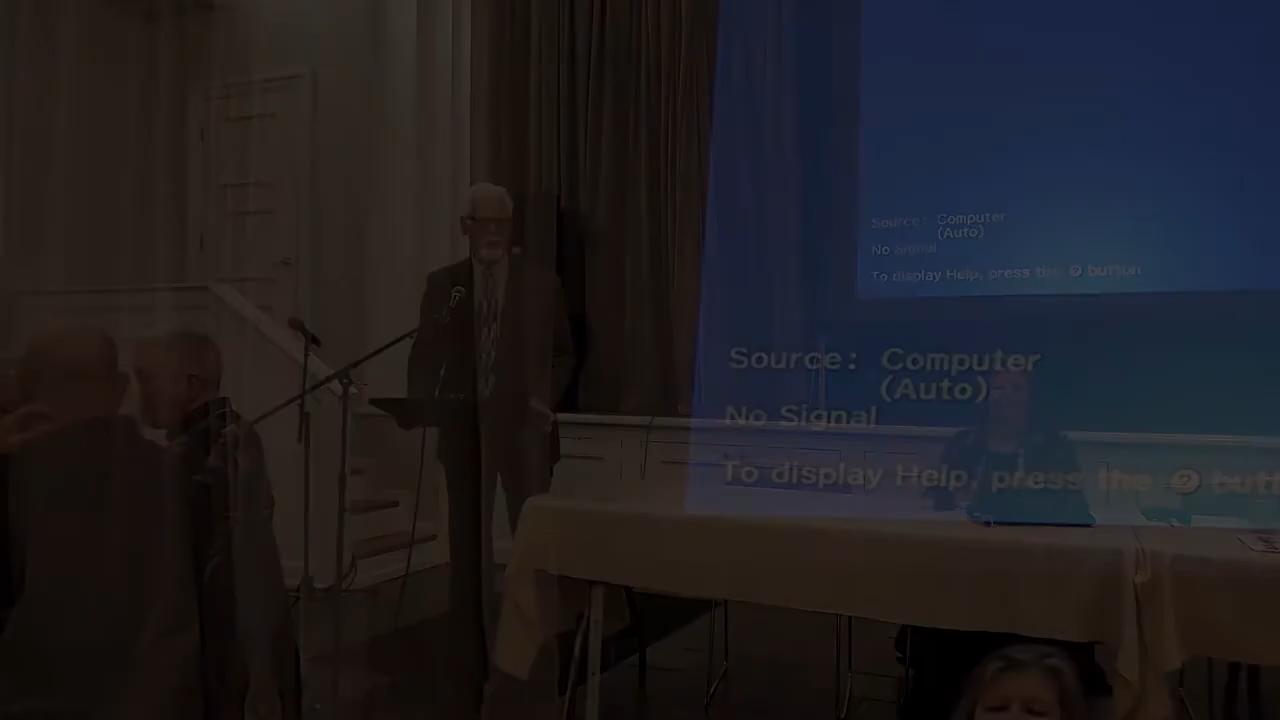 Source: Computer
(Auto)
No Signal
To display Help, press the ? button
Source: Computer
(Auto)
No Signal
To display Help, press the ?